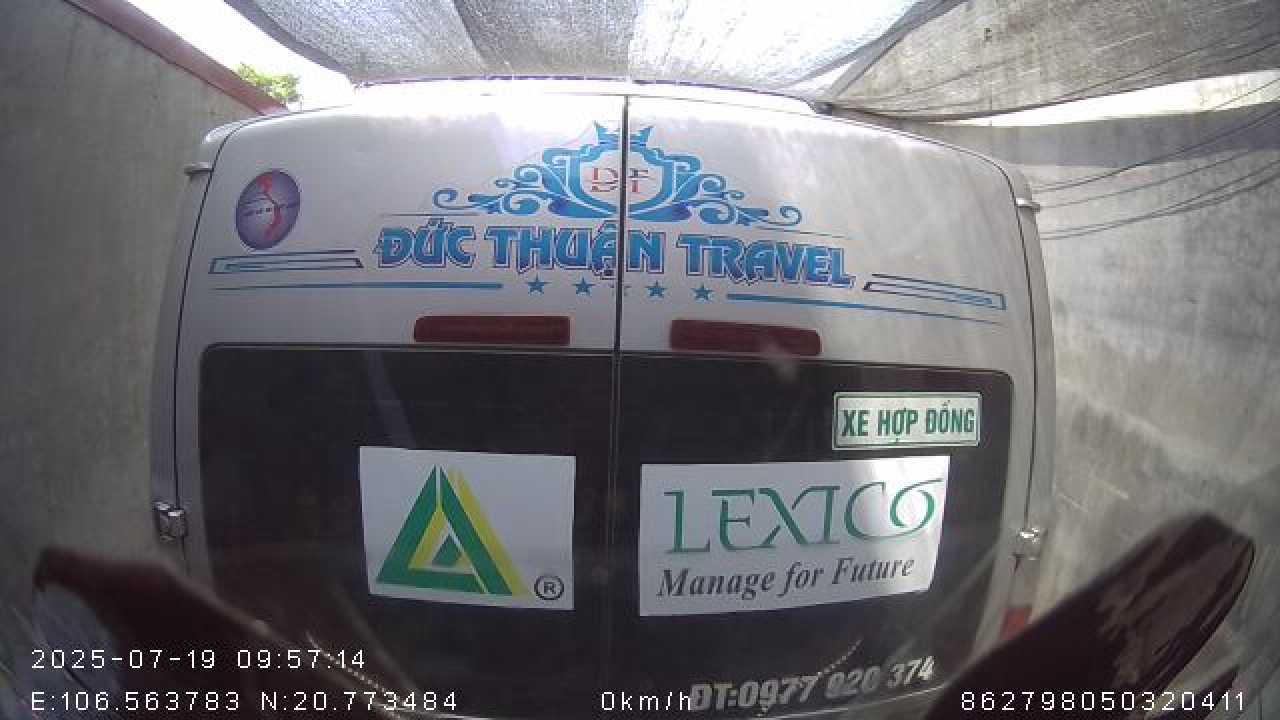 ĐỨC THUẬN TRAVEL
XE HỢP ĐỒNG
LEXICO
Manage for Future
®
ĐT:0977 920 374
2025-07-19 09:57:14
E:106.563783 N:20.773484
0km/h
862798050320411